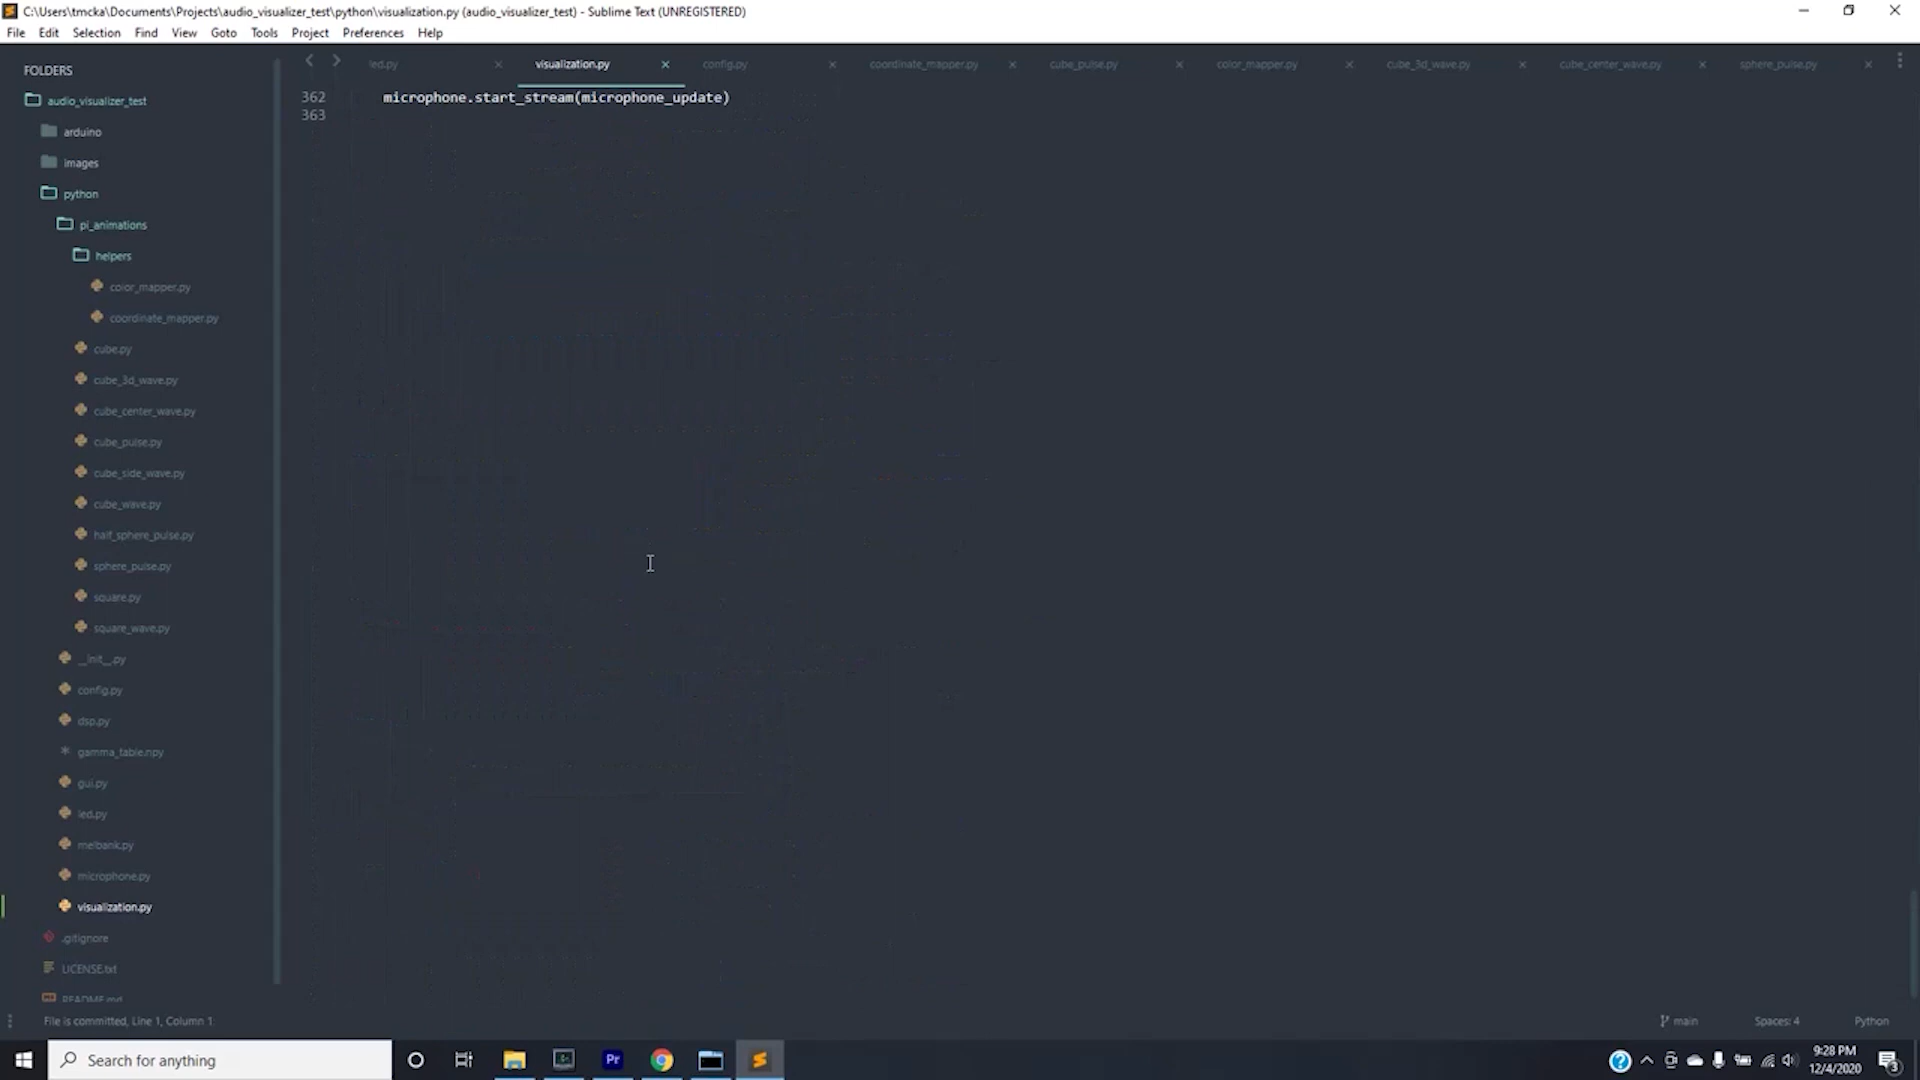 C:\Users\tmcka\Documents\Projects\audio_visualizer_test\python\visualization.py (audio_visualizer_test) - Sublime Text (UNREGISTERED)
File Edit Selection Find View Goto Tools Project Preferences Help
led.py visualization.py config.py coordinate_mapper.py cube_pulse.py color_mapper.py cube_3d_wave.py cube_center_wave.py sphere_pulse.py
362 microphone.start_stream(microphone_update)
363
FOLDERS
audio_visualizer_test
arduino
images
python
pi_animations
helpers
color_mapper.py
coordinate_mapper.py
cube.py
cube_3d_wave.py
cube_center_wave.py
cube_pulse.py
cube_side_wave.py
cube_wave.py
half_sphere_pulse.py
sphere_pulse.py
square.py
square_wave.py
__init__.py
config.py
dsp.py
gamma_table.npy
gui.py
led.py
melbank.py
microphone.py
visualization.py
.gitignore
LICENSE.txt
README.md
File is committed, Line 1, Column 1
main Spaces: 4 Python
Search for anything
Pr
9:28 PM
12/4/2020
3